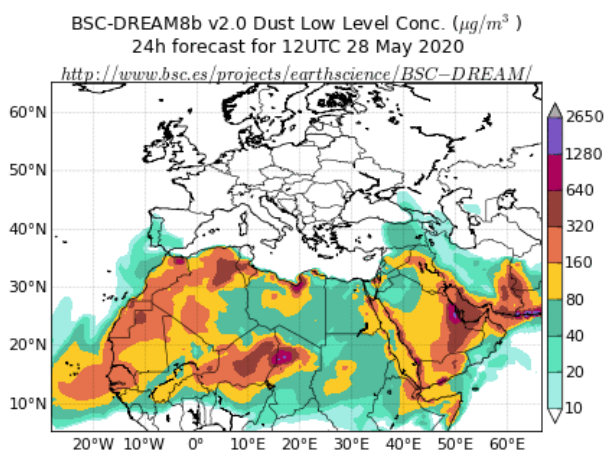 BSC-DREAM8b v2.0 Dust Low Level Conc. (μg/m³ )
24h forecast for 12UTC 28 May 2020
http://www.bsc.es/projects/earthscience/BSC−DREAM/
60°N
50°N
40°N
30°N
20°N
10°N
20°W 10°W 0° 10°E 20°E 30°E 40°E 50°E 60°E
2650
1280
640
320
160
80
40
20
10